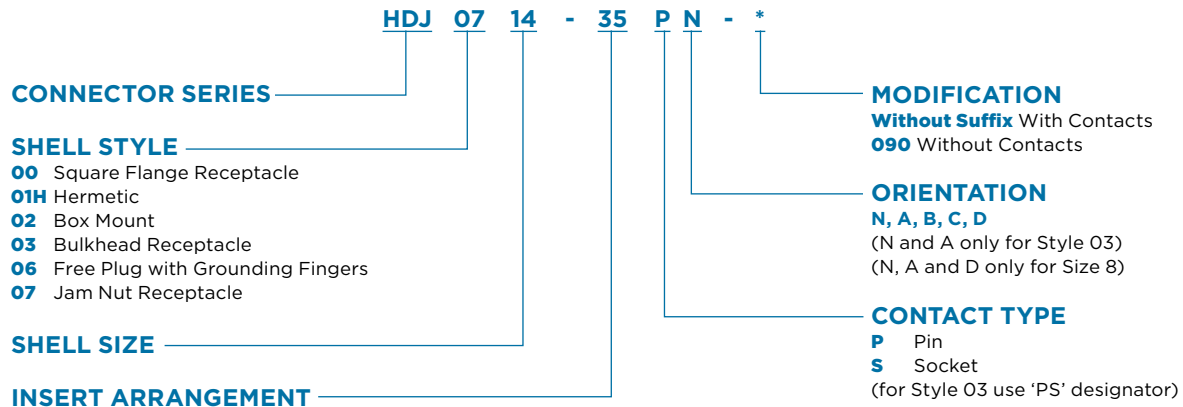 HDJ 07 14 - 35 P N - *
CONNECTOR SERIES
SHELL STYLE
00 Square Flange Receptacle
01H Hermetic
02 Box Mount
03 Bulkhead Receptacle
06 Free Plug with Grounding Fingers
07 Jam Nut Receptacle
SHELL SIZE
INSERT ARRANGEMENT
MODIFICATION
Without Suffix With Contacts
090 Without Contacts
ORIENTATION
N, A, B, C, D
(N and A only for Style 03)
(N, A and D only for Size 8)
CONTACT TYPE
P Pin
S Socket
(for Style 03 use ‘PS’ designator)